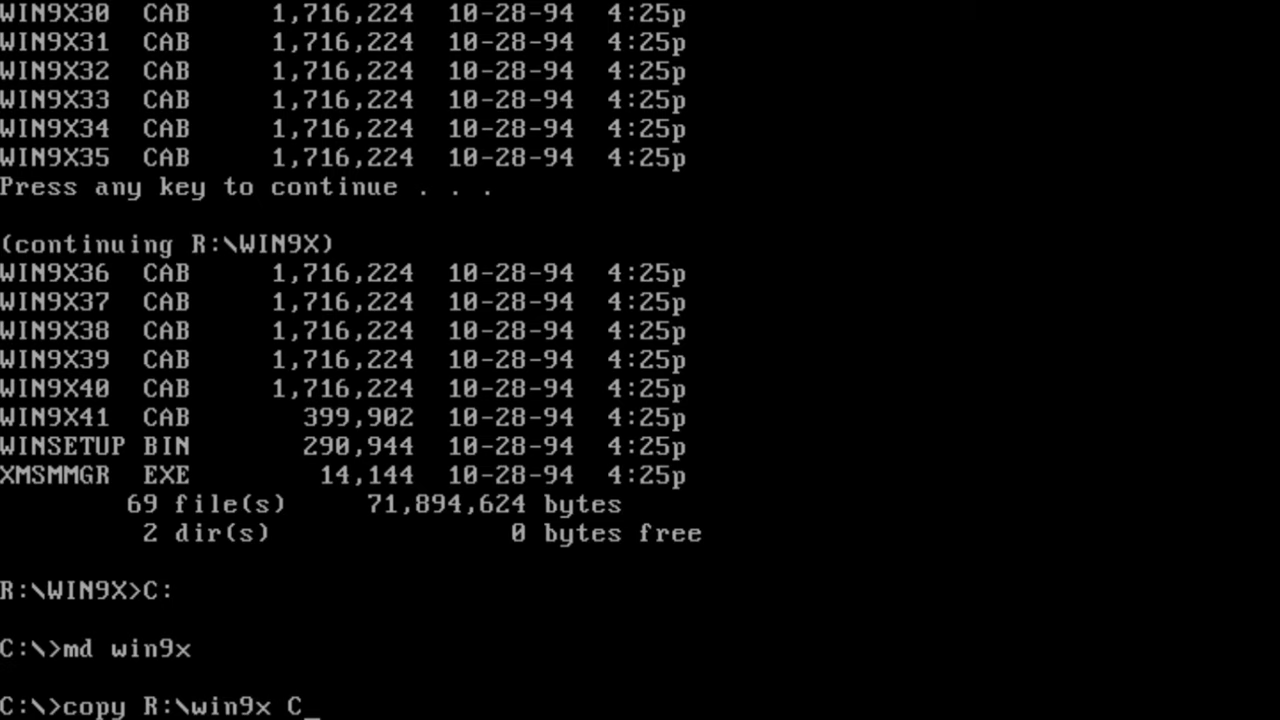 WIN9X30  CAB     1,716,224  10-28-94  4:25p
WIN9X31  CAB     1,716,224  10-28-94  4:25p
WIN9X32  CAB     1,716,224  10-28-94  4:25p
WIN9X33  CAB     1,716,224  10-28-94  4:25p
WIN9X34  CAB     1,716,224  10-28-94  4:25p
WIN9X35  CAB     1,716,224  10-28-94  4:25p
Press any key to continue . . .
(continuing R:\WIN9X)
WIN9X36  CAB     1,716,224  10-28-94  4:25p
WIN9X37  CAB     1,716,224  10-28-94  4:25p
WIN9X38  CAB     1,716,224  10-28-94  4:25p
WIN9X39  CAB     1,716,224  10-28-94  4:25p
WIN9X40  CAB     1,716,224  10-28-94  4:25p
WIN9X41  CAB       399,902  10-28-94  4:25p
WINSETUP BIN       290,944  10-28-94  4:25p
XMSMMGR  EXE        14,144  10-28-94  4:25p
69 file(s)     71,894,624 bytes
2 dir(s)               0 bytes free
R:\WIN9X>C:
C:\>md win9x
C:\>copy R:\win9x C_